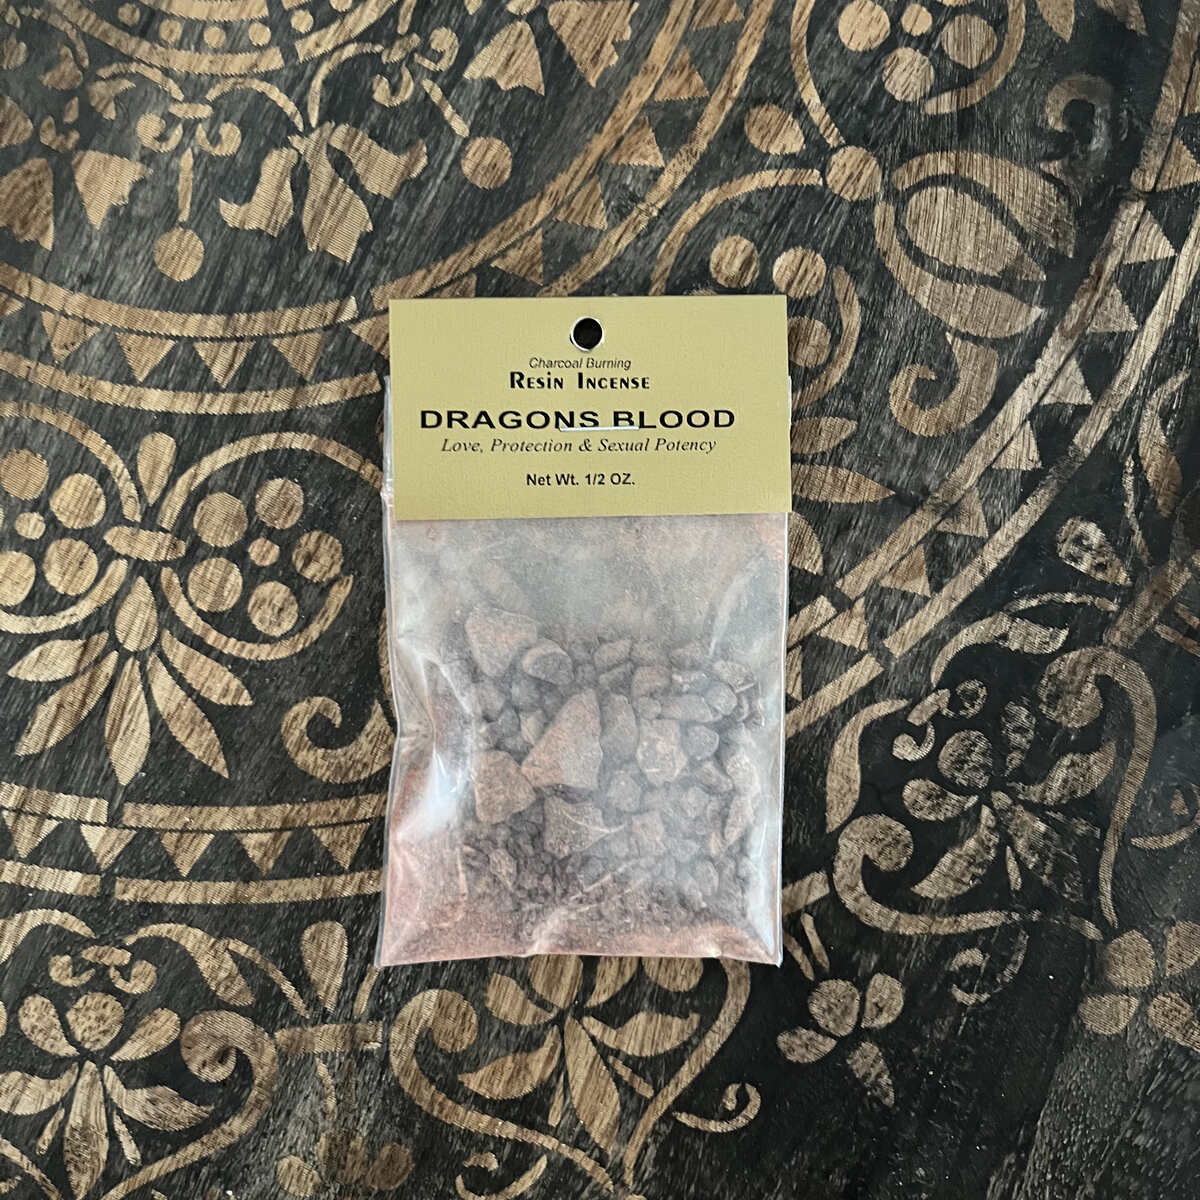 Charcoal Burning
Resin Incense
DRAGONS BLOOD
Love, Protection & Sexual Potency
Net Wt. 1/2 OZ.